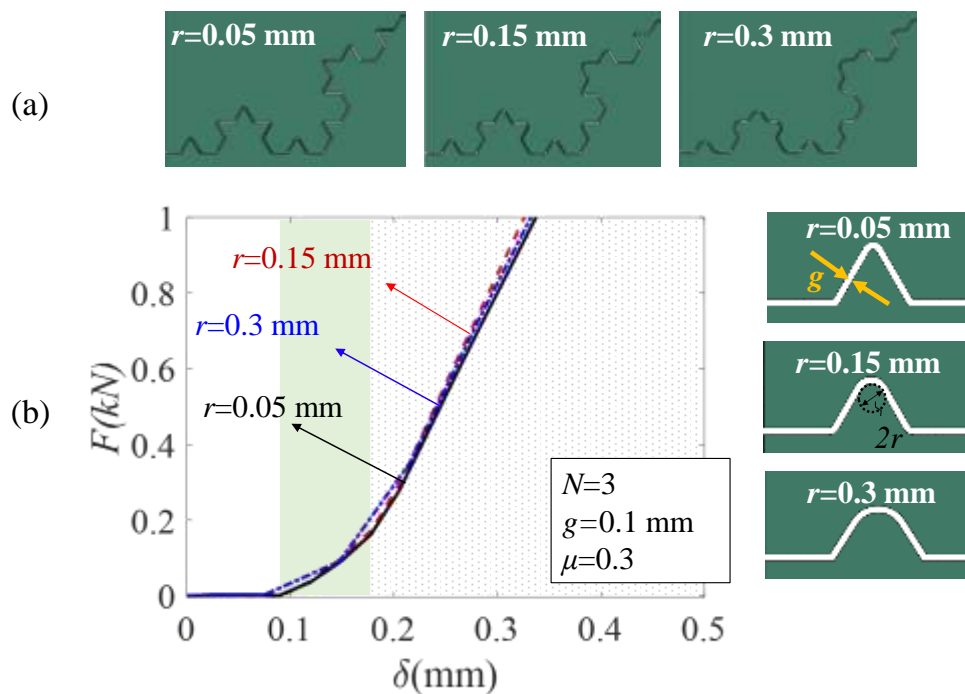 (a)
r=0.05 mm
r=0.15 mm
r=0.3 mm
(b)
F(kN)
1
0.8
0.6
0.4
0.2
0
0
0.1
0.2
0.3
0.4
0.5
δ(mm)
r=0.15 mm
r=0.3 mm
r=0.05 mm
N=3
g=0.1 mm
μ=0.3
r=0.05 mm
g
r=0.15 mm
2r
r=0.3 mm